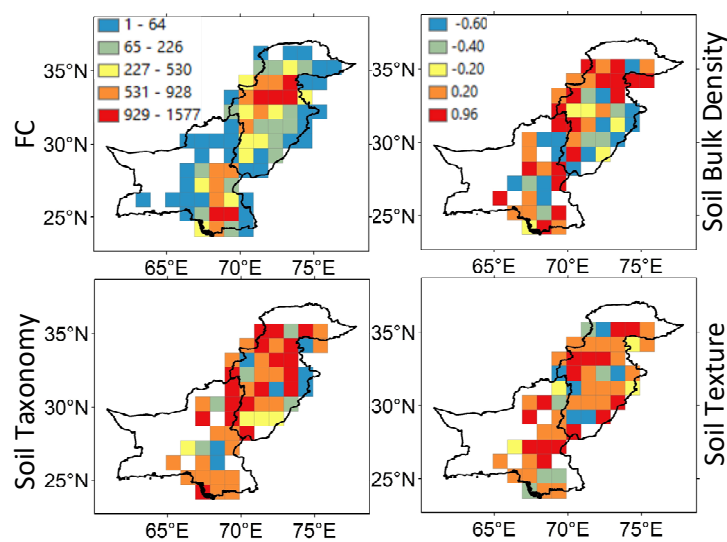 1 - 64
65 - 226
227 - 530
531 - 928
929 - 1577
35°N
30°N
25°N
FC
-0.60
-0.40
-0.20
0.20
0.96
35°N
30°N
25°N
Soil Bulk Density
65°E 70°E 75°E
65°E 70°E 75°E
Soil Taxonomy
35°N
30°N
25°N
35°N
30°N
25°N
Soil Texture
65°E 70°E 75°E
65°E 70°E 75°E